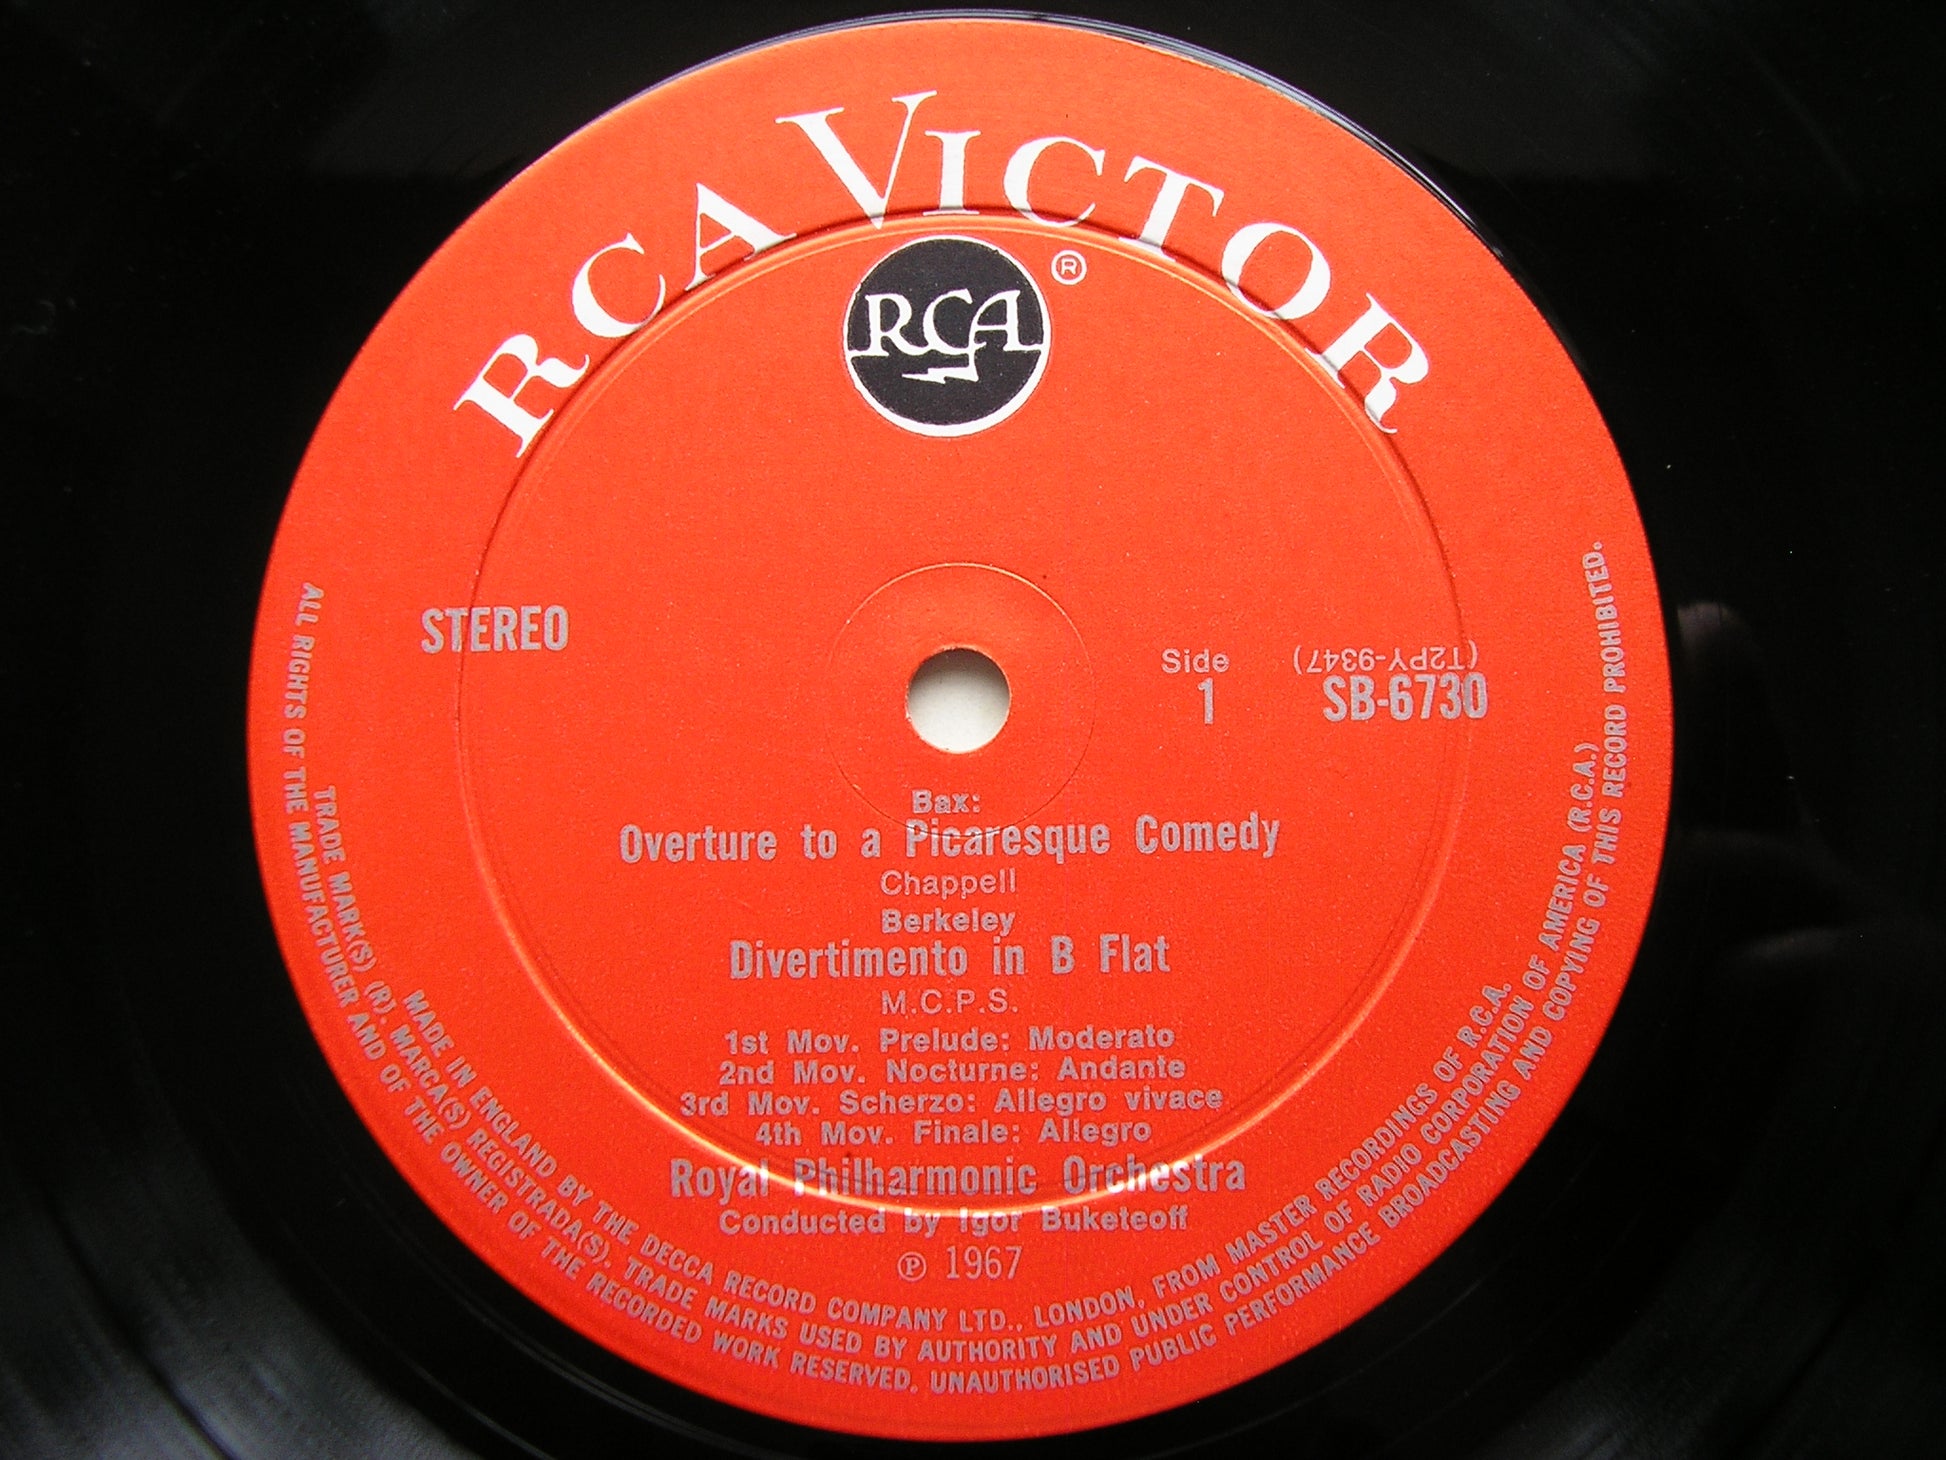 RCA VICTOR
RCA ®
STEREO
Side
1
(T2PY-9347)
SB-6730
Bax:
Overture to a Picaresque Comedy
Chappell
Berkeley
Divertimento in B Flat
M.C.P.S.
1st Mov. Prelude: Moderato
2nd Mov. Nocturne: Andante
3rd Mov. Scherzo: Allegro vivace
4th Mov. Finale: Allegro
Royal Philharmonic Orchestra
Conducted by Igor Buketeoff
℗ 1967
MADE IN ENGLAND BY THE DECCA RECORD COMPANY LTD., LONDON, FROM MASTER RECORDINGS OF R.C.A.
TRADE MARK(S) (R). MARCA(S) REGISTRADA(S). TRADE MARKS USED BY AUTHORITY AND UNDER CONTROL OF RADIO CORPORATION OF AMERICA (R.C.A.)
ALL RIGHTS OF THE MANUFACTURER AND OF THE OWNER OF THE RECORDED WORK RESERVED. UNAUTHORISED PUBLIC PERFORMANCE BROADCASTING AND COPYING OF THIS RECORD PROHIBITED.